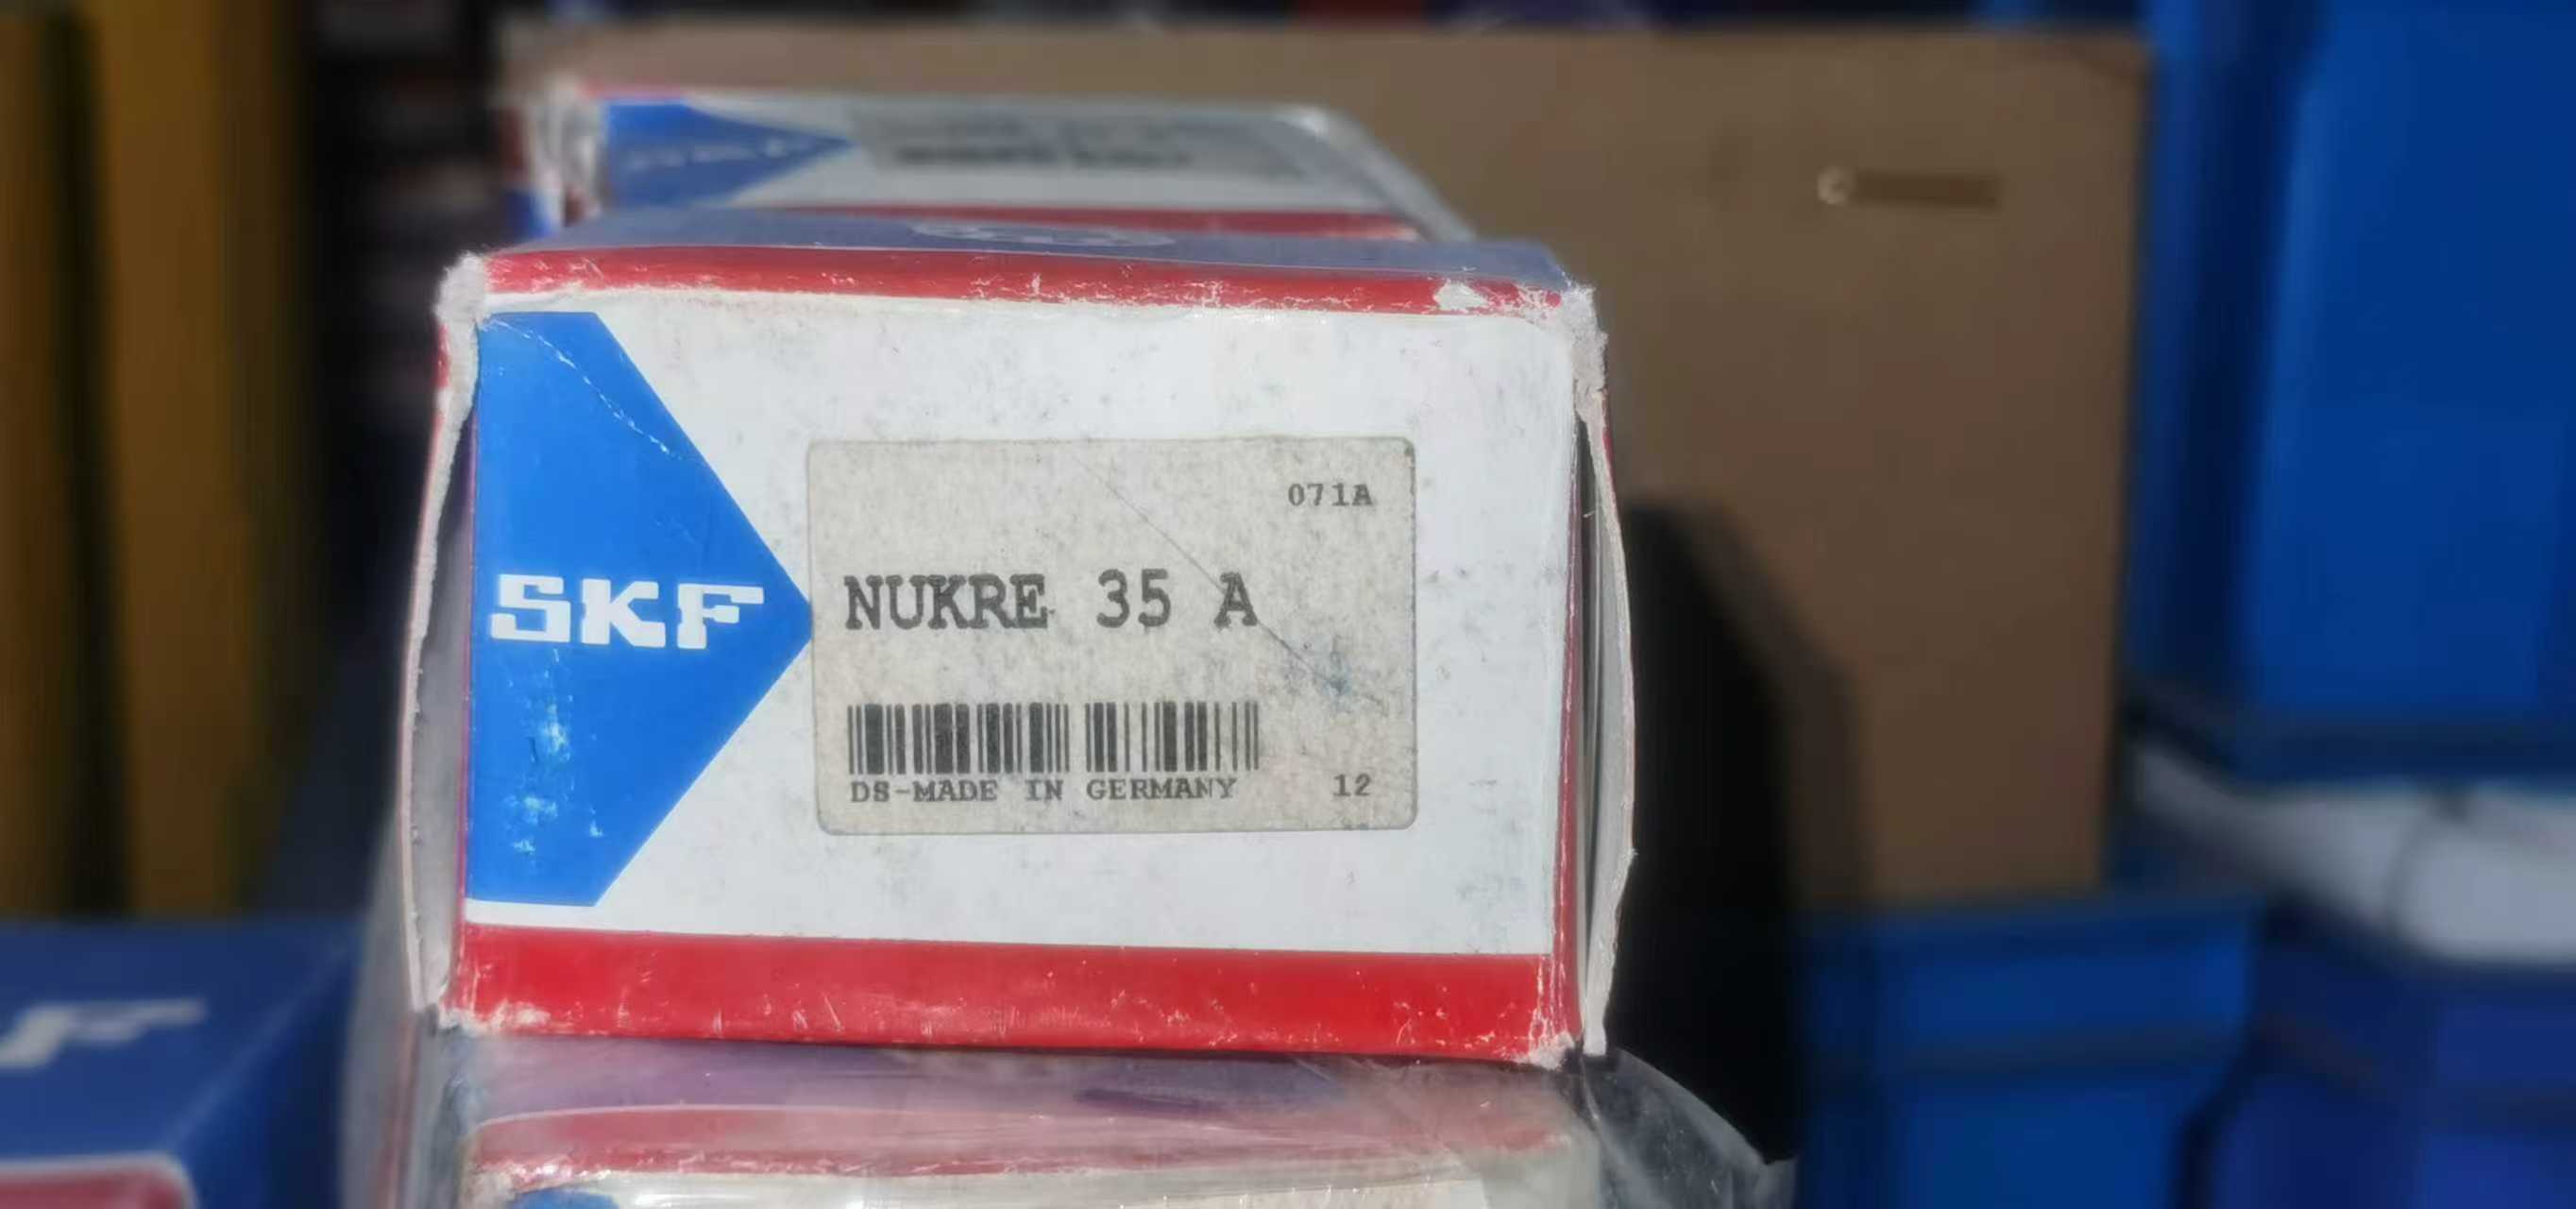 071A
SKF
NUKRE 35 A
DS-MADE IN GERMANY 12